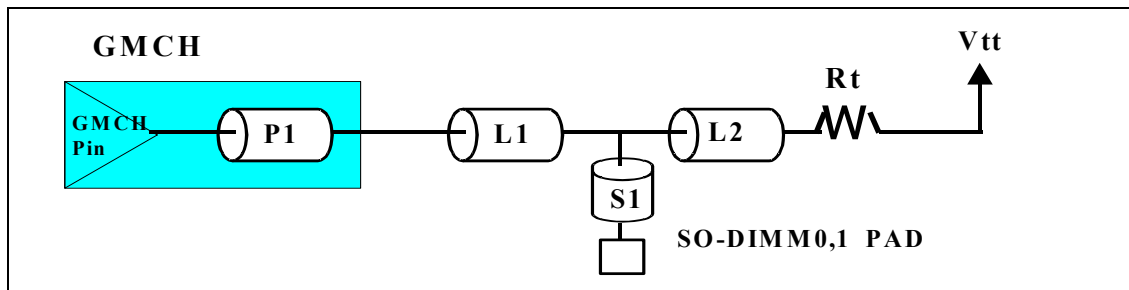 GMCH
Vtt
Rt
GMCH
Pin
P1
L1
L2
S1
SO-DIMM0,1 PAD